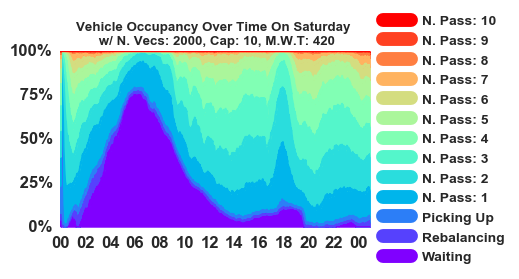 Vehicle Occupancy Over Time On Saturday
w/ N. Vecs: 2000, Cap: 10, M.W.T: 420
100%
75%
50%
25%
0%
00 02 04 06 08 10 12 14 16 18 20 22 00
N. Pass: 10
N. Pass: 9
N. Pass: 8
N. Pass: 7
N. Pass: 6
N. Pass: 5
N. Pass: 4
N. Pass: 3
N. Pass: 2
N. Pass: 1
Picking Up
Rebalancing
Waiting